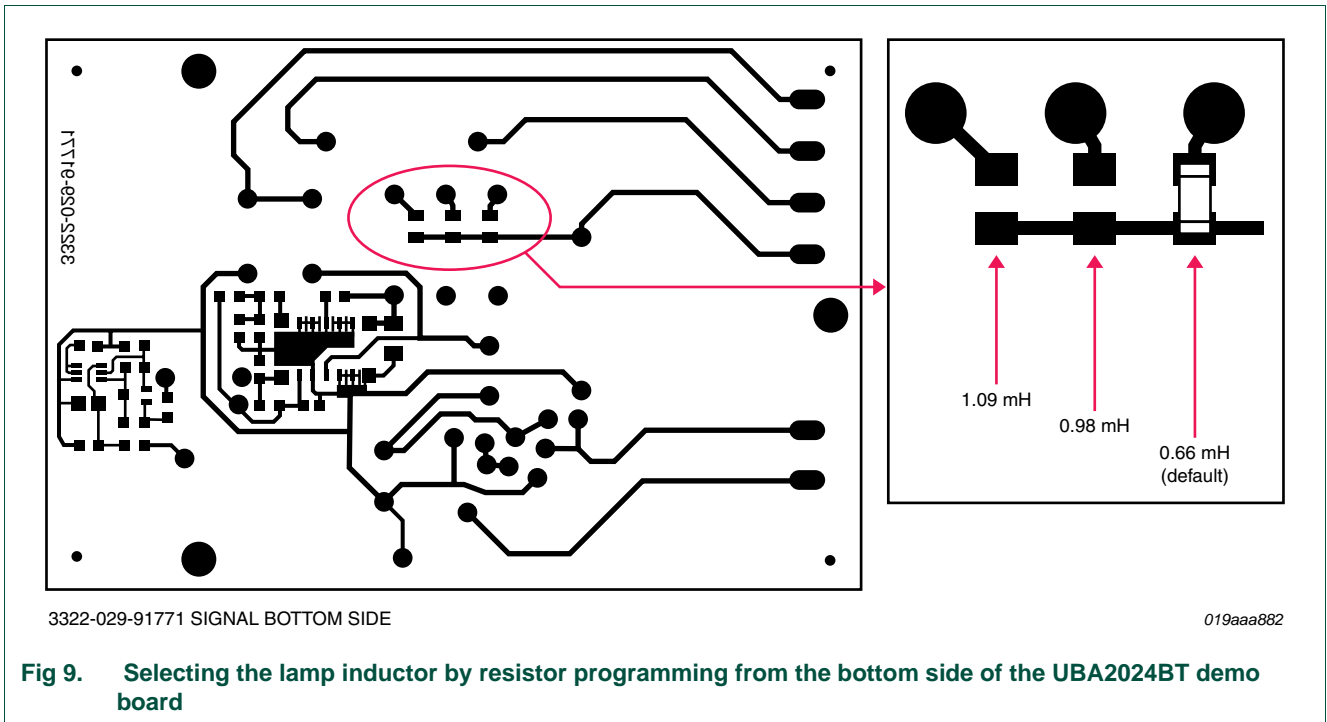 3322-029-91771
1.09 mH
0.98 mH
0.66 mH
(default)
3322-029-91771 SIGNAL BOTTOM SIDE
019aaa882
Fig 9. Selecting the lamp inductor by resistor programming from the bottom side of the UBA2024BT demo
board